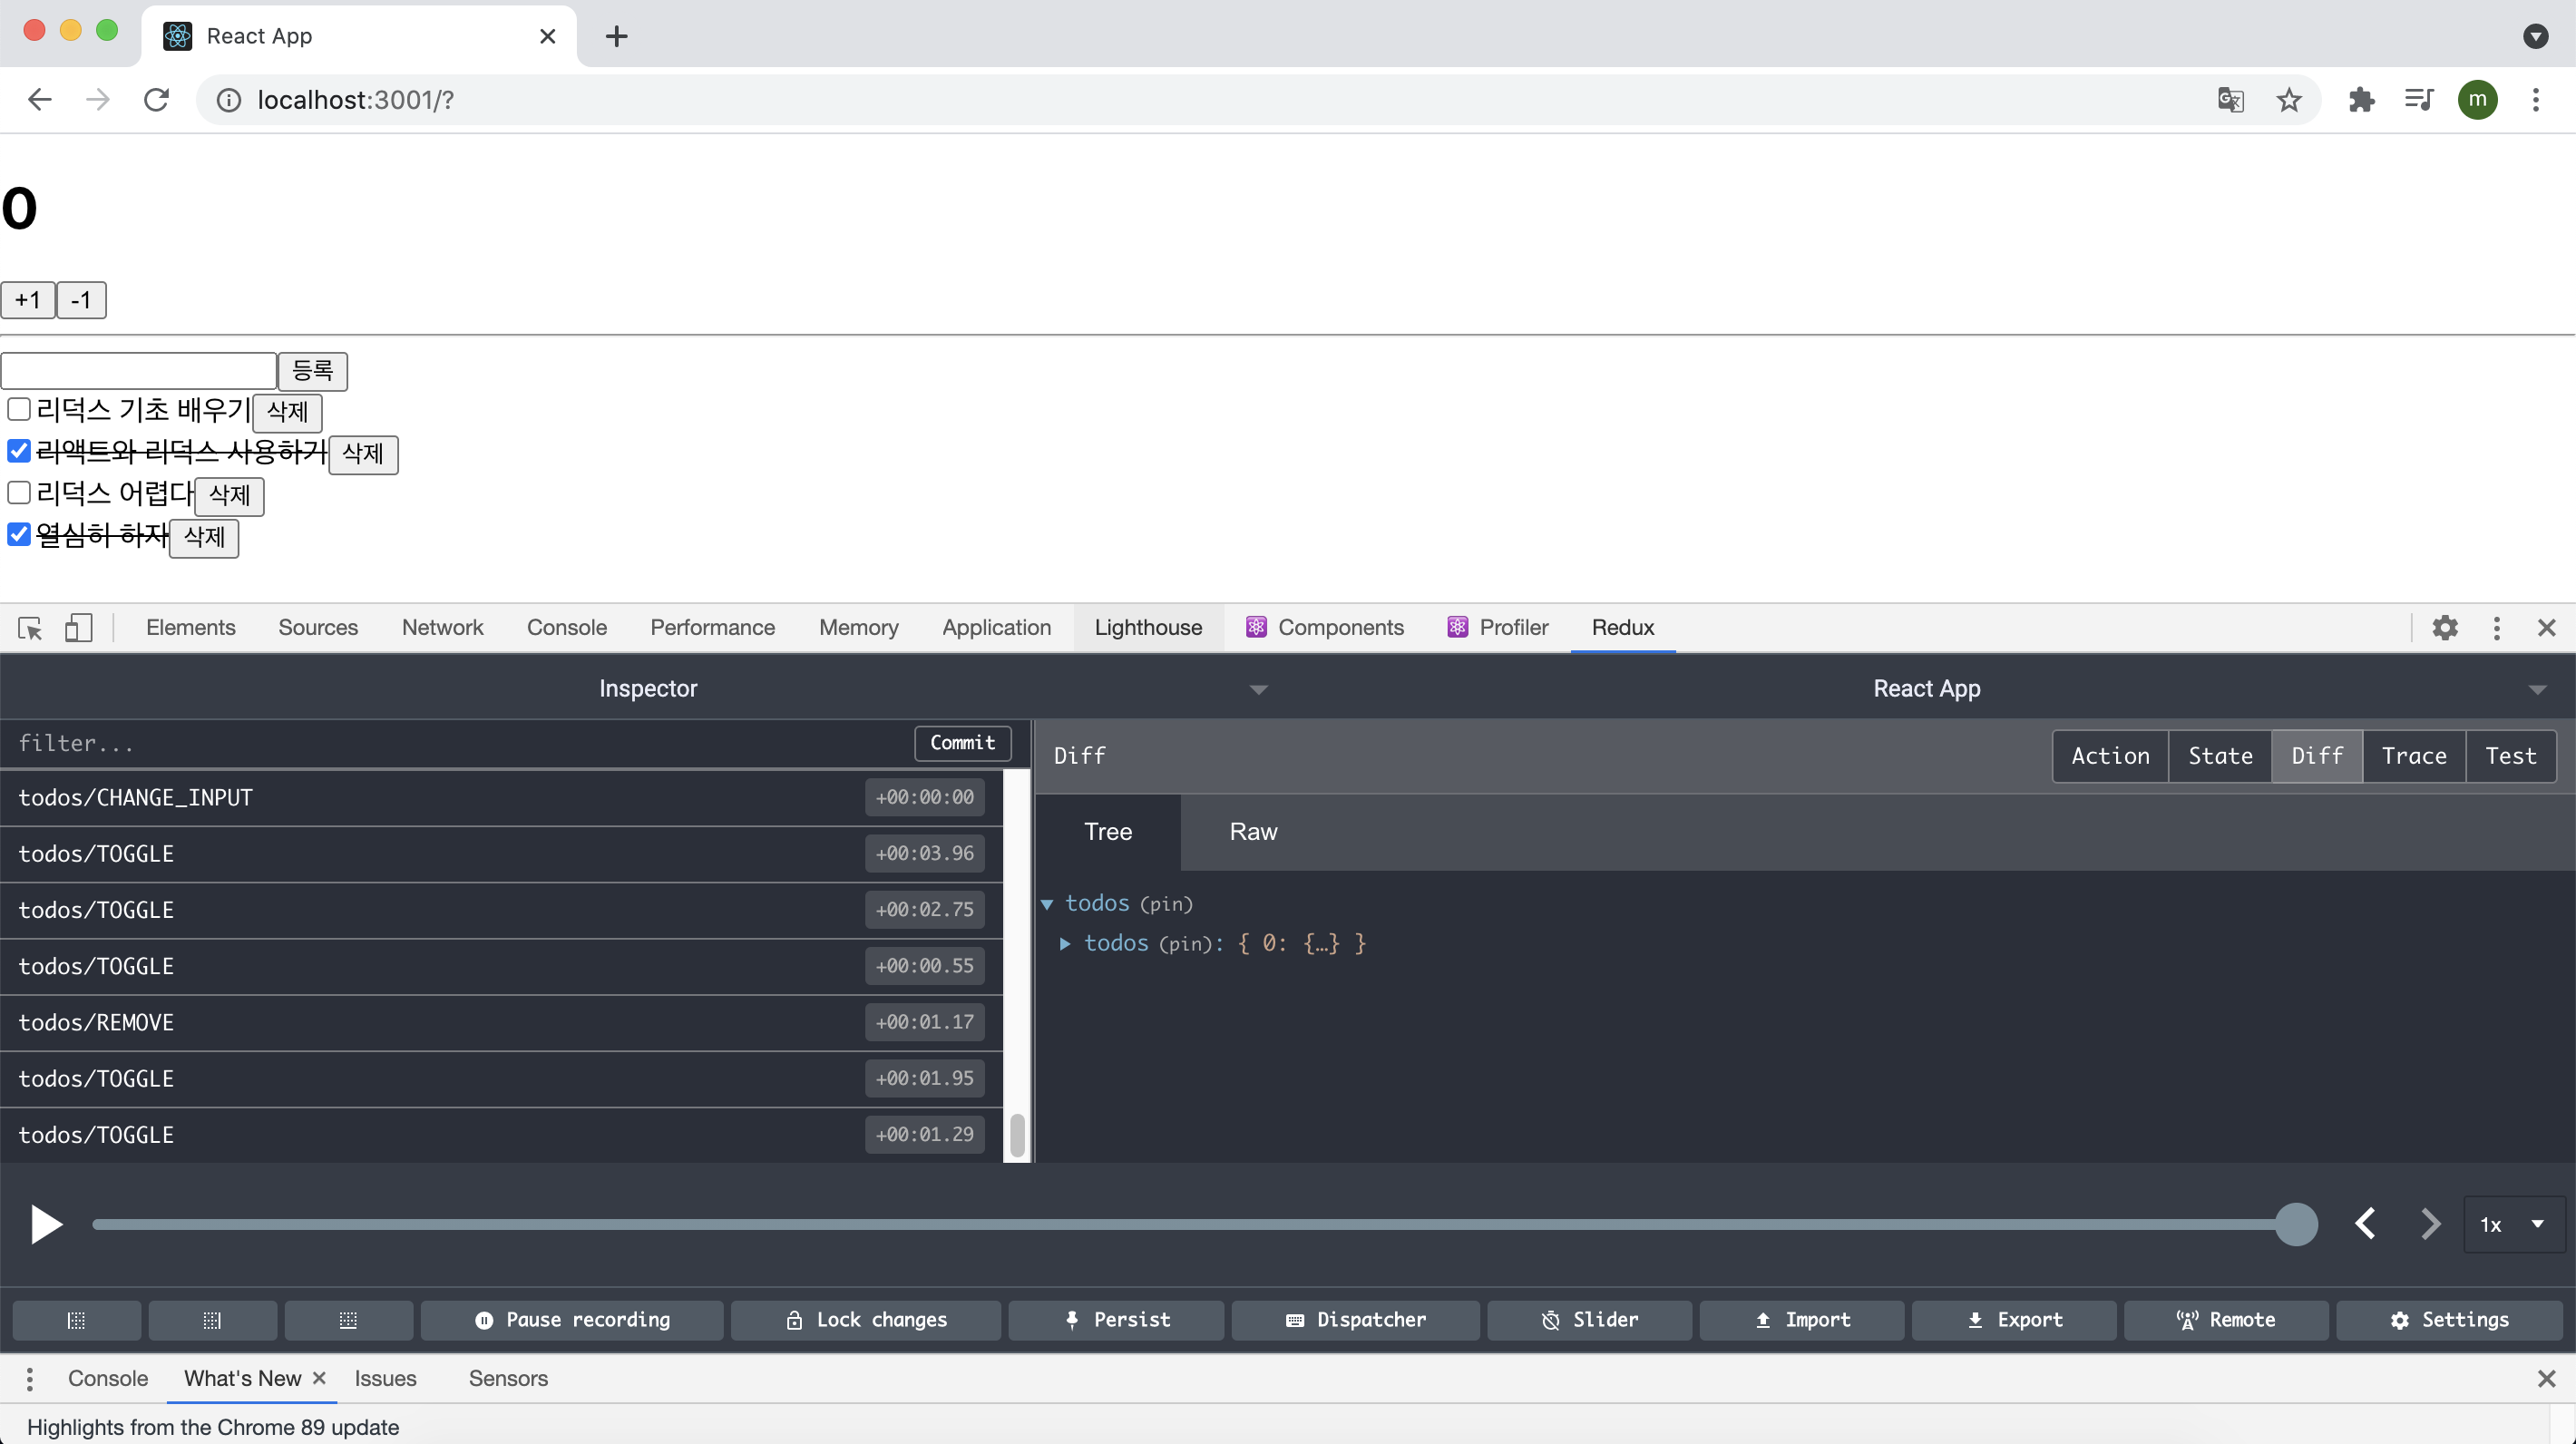 React App
localhost:3001/?
m
0
+1 -1
등록
리덕스 기초 배우기 삭제
리액트와 리덕스 사용하기 삭제
리덕스 어렵다 삭제
열심히 하자 삭제
Elements Sources Network Console Performance Memory Application Lighthouse Components Profiler Redux
Inspector React App
filter... Commit
Diff Action State Diff Trace Test
Tree Raw
todos/CHANGE_INPUT +00:00:00
todos/TOGGLE +00:03.96
todos/TOGGLE +00:02.75
todos/TOGGLE +00:00.55
todos/REMOVE +00:01.17
todos/TOGGLE +00:01.95
todos/TOGGLE +00:01.29
todos (pin)
todos (pin): { 0: {…} }
1x
Pause recording Lock changes Persist Dispatcher Slider Import Export Remote Settings
Console What's New Issues Sensors
Highlights from the Chrome 89 update